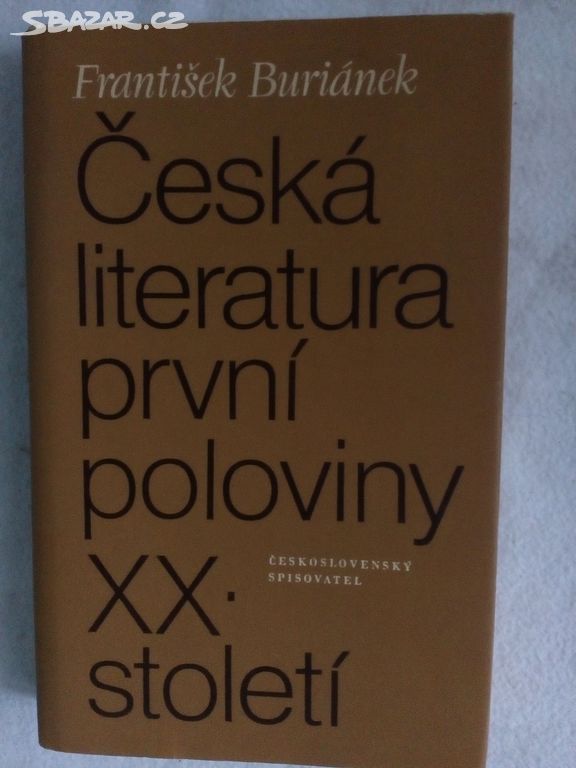 SBAZAR.CZ
František Buriánek
Česká
literatura
první
poloviny
XX.
ČESKOSLOVENSKÝ
SPISOVATEL
století